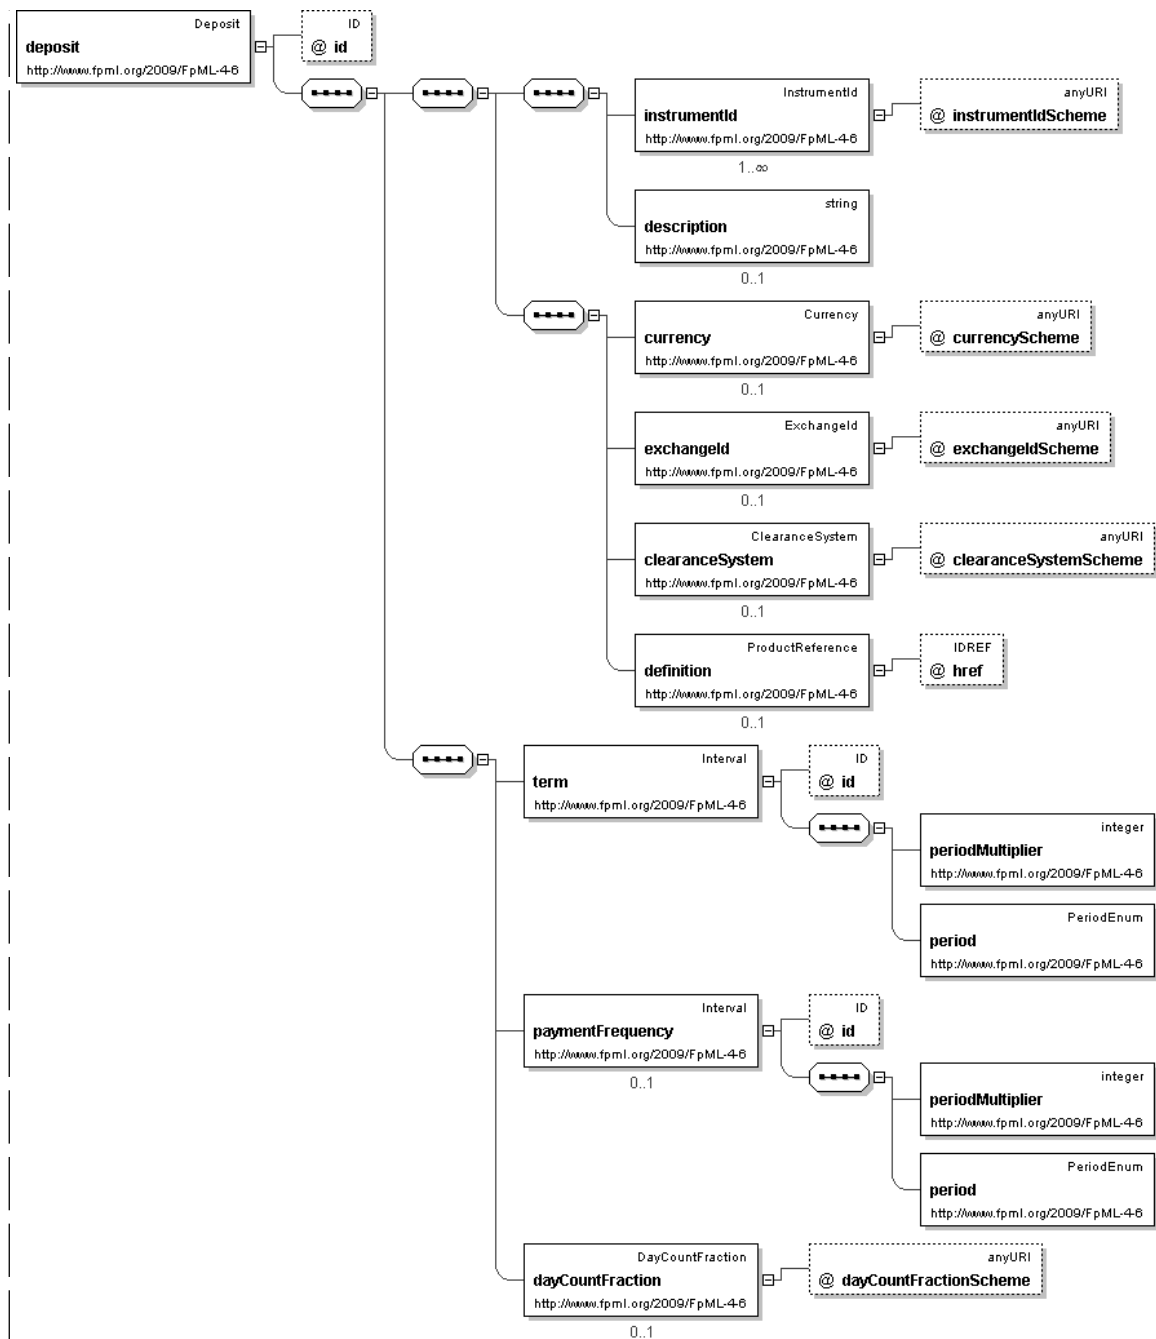 Deposit
deposit
http://www.fpml.org/2009/FpML-4-6
ID
@ id
InstrumentId
instrumentId
http://www.fpml.org/2009/FpML-4-6
1..∞
anyURI
@ instrumentIdScheme
string
description
http://www.fpml.org/2009/FpML-4-6
0..1
Currency
currency
http://www.fpml.org/2009/FpML-4-6
0..1
anyURI
@ currencyScheme
ExchangeId
exchangeId
http://www.fpml.org/2009/FpML-4-6
0..1
anyURI
@ exchangeIdScheme
ClearanceSystem
clearanceSystem
http://www.fpml.org/2009/FpML-4-6
0..1
anyURI
@ clearanceSystemScheme
ProductReference
definition
http://www.fpml.org/2009/FpML-4-6
0..1
IDREF
@ href
Interval
term
http://www.fpml.org/2009/FpML-4-6
ID
@ id
integer
periodMultiplier
http://www.fpml.org/2009/FpML-4-6
PeriodEnum
period
http://www.fpml.org/2009/FpML-4-6
Interval
paymentFrequency
http://www.fpml.org/2009/FpML-4-6
0..1
ID
@ id
integer
periodMultiplier
http://www.fpml.org/2009/FpML-4-6
PeriodEnum
period
http://www.fpml.org/2009/FpML-4-6
DayCountFraction
dayCountFraction
http://www.fpml.org/2009/FpML-4-6
0..1
anyURI
@ dayCountFractionScheme